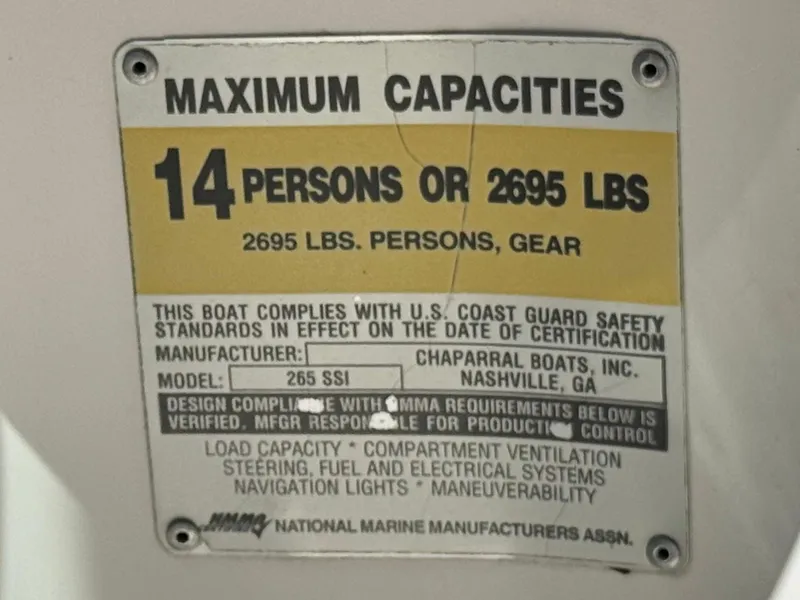 MAXIMUM CAPACITIES
14 PERSONS OR 2695 LBS
2695 LBS. PERSONS, GEAR
THIS BOAT COMPLIES WITH U.S. COAST GUARD SAFETY
STANDARDS IN EFFECT ON THE DATE OF CERTIFICATION
MANUFACTURER: CHAPARRAL BOATS, INC.
MODEL: 265 SSI NASHVILLE, GA
DESIGN COMPLIANCE WITH NMMA REQUIREMENTS BELOW IS
VERIFIED. MFGR RESPONSIBLE FOR PRODUCTION CONTROL
LOAD CAPACITY * COMPARTMENT VENTILATION
STEERING, FUEL AND ELECTRICAL SYSTEMS
NAVIGATION LIGHTS * MANEUVERABILITY
NMMA NATIONAL MARINE MANUFACTURERS ASSN.